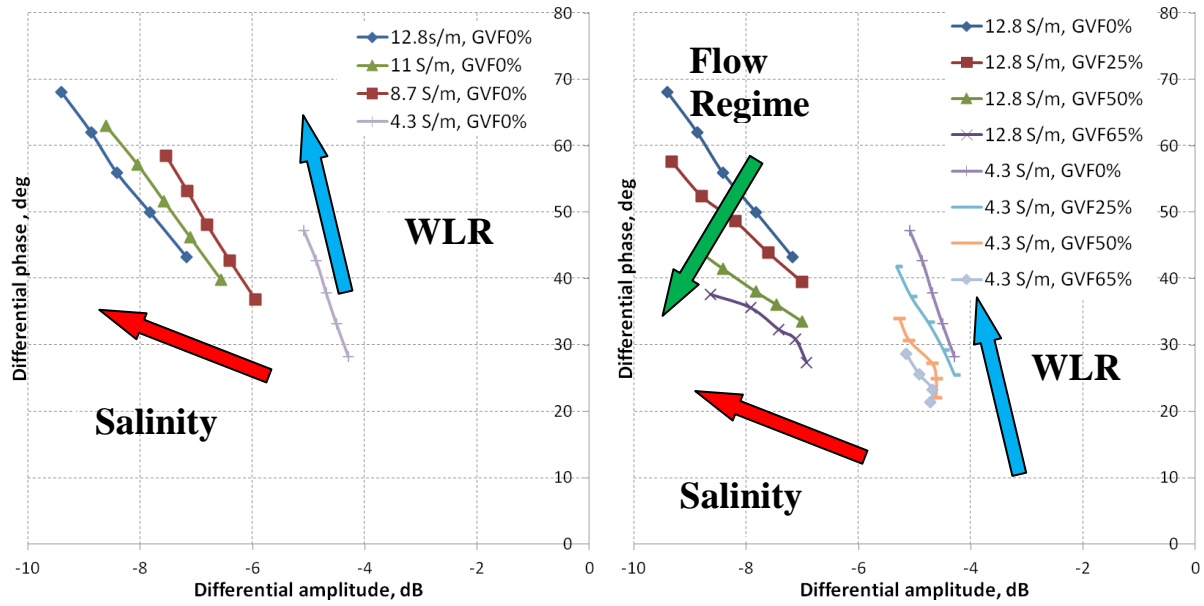 80
70
60
50
40
30
20
10
0
12.8s/m, GVF0%
11 S/m, GVF0%
8.7 S/m, GVF0%
4.3 S/m, GVF0%
WLR
Salinity
Differential phase, deg
-10
-8
-6
-4
-2
0
Differential amplitude, dB
80
70
60
50
40
30
20
10
0
12.8 S/m, GVF0%
12.8 S/m, GVF25%
12.8 S/m, GVF50%
12.8 S/m, GVF65%
4.3 S/m, GVF0%
4.3 S/m, GVF25%
4.3 S/m, GVF50%
4.3 S/m, GVF65%
Flow
Regime
WLR
Salinity
Differential phase, deg
-10
-8
-6
-4
-2
0
Differential amplitude, dB